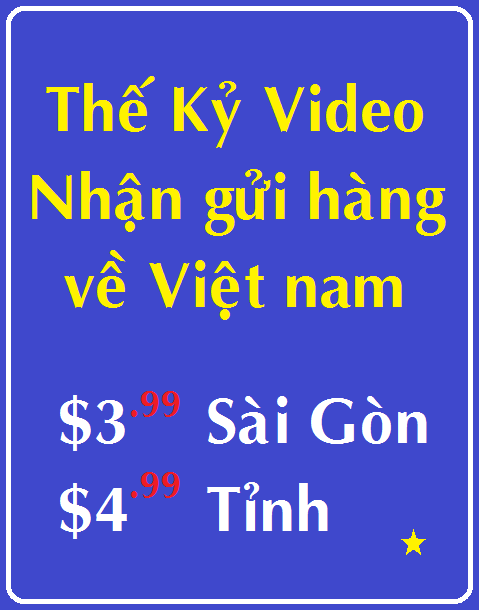 Thế Kỷ Video
Nhận gửi hàng
về Việt nam
$3.99 Sài Gòn
$4.99 Tỉnh